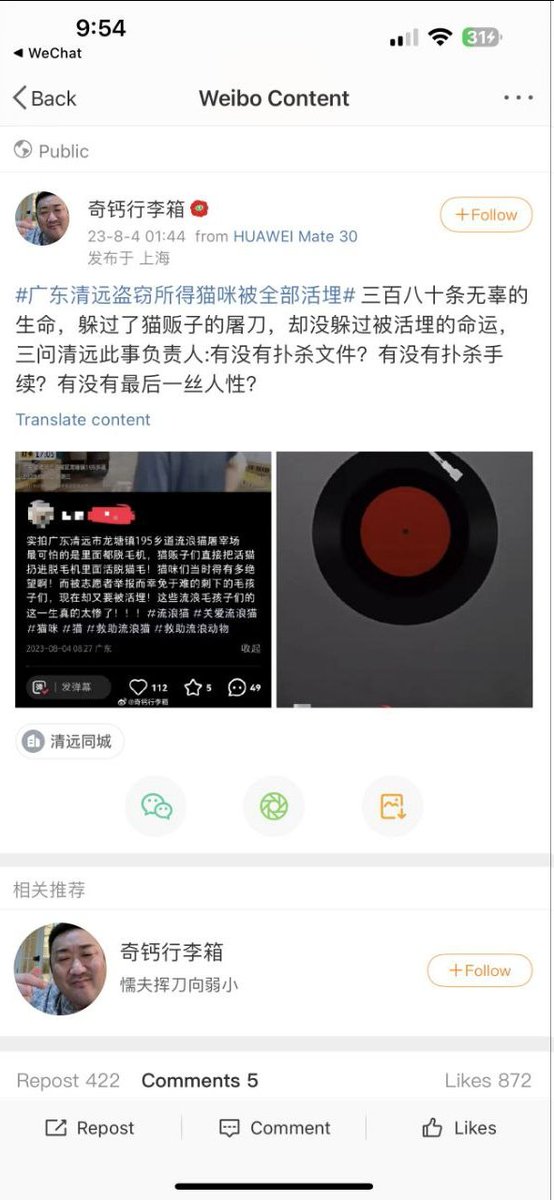 9:54
31
WeChat
Back
Weibo Content
Public
奇钙行李箱
+Follow
23-8-4 01:44 from HUAWEI Mate 30
发布于 上海
#广东清远盗窃所得猫咪被全部活埋# 三百八十条无辜的
生命，躲过了猫贩子的屠刀，却没躲过被活埋的命运，
三问清远此事负责人:有没有扑杀文件？有没有扑杀手
续？有没有最后一丝人性？
Translate content
实拍广东清远市龙塘镇195乡道流浪猫屠宰场
最可怕的是里面都脱毛机，猫贩子们直接把活猫
扔进脱毛机里面活脱猫毛！猫咪们当时得有多绝
望啊！而被志愿者举报而幸免于难的剩下的毛孩
子们，现在却又要被活埋！这些流浪毛孩子们的
这一生真的太惨了！！！#流浪猫 #关爱流浪猫
#猫咪 #猫 #救助流浪猫 #救助流浪动物
2023-08-04 08:27 广东
收起
弹
发弹幕
112
5
49
@奇钙行李箱
清远同城
相关推荐
奇钙行李箱
懦夫挥刀向弱小
+Follow
Repost 422
Comments 5
Likes 872
Repost
Comment
Likes